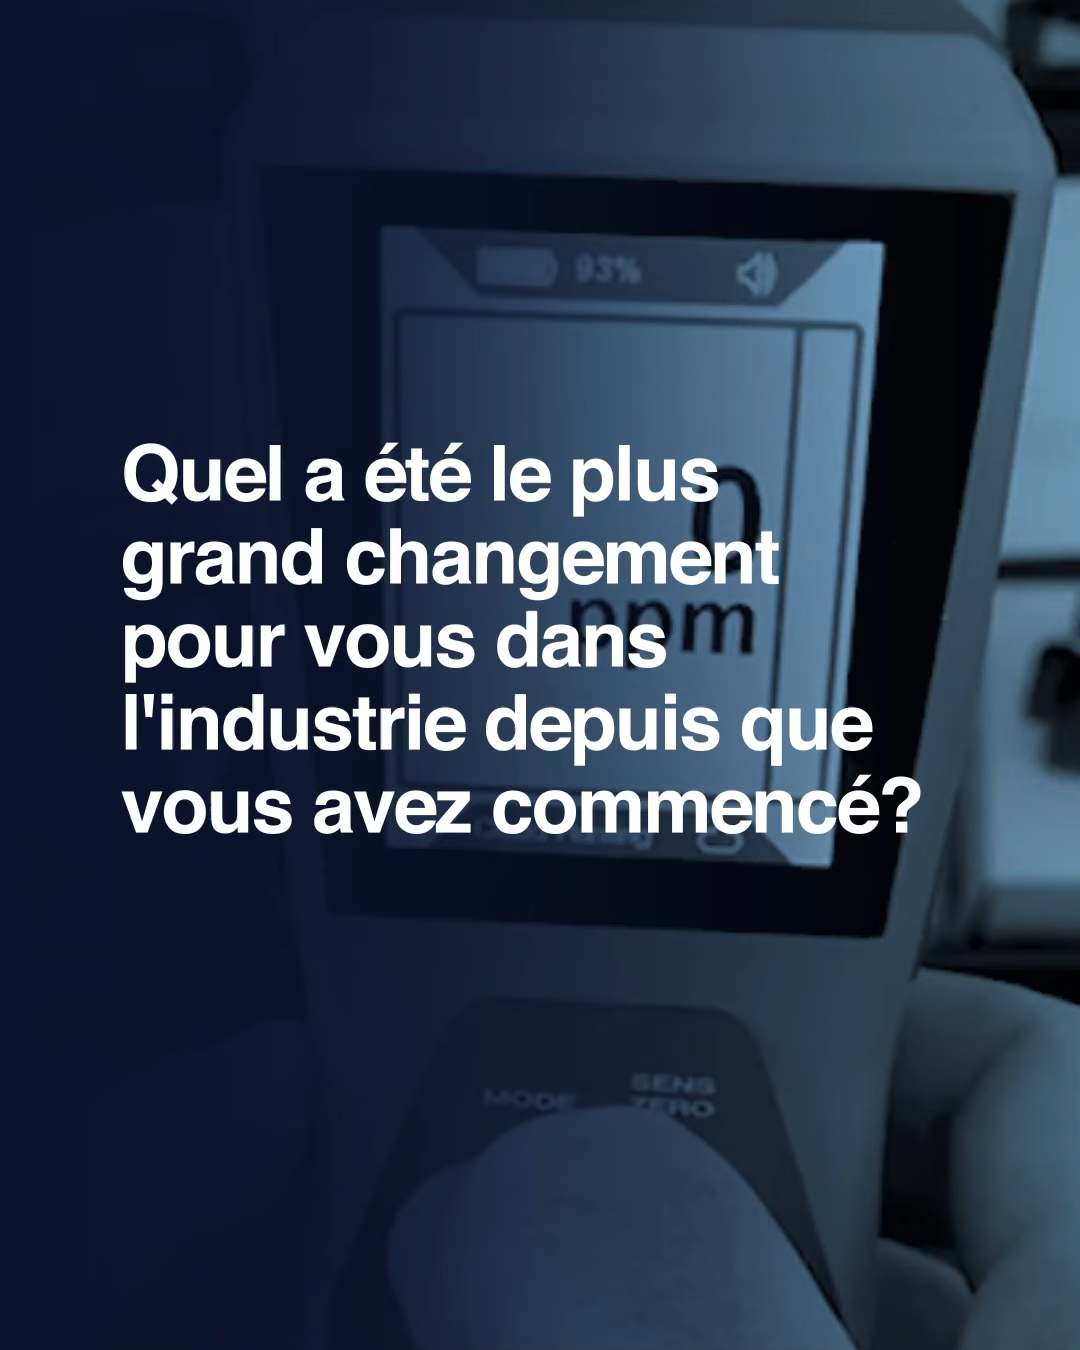 93%
0
ppm
Quel a été le plus
grand changement
pour vous dans
l'industrie depuis que
vous avez commencé?
MODE
SENS
ZERO